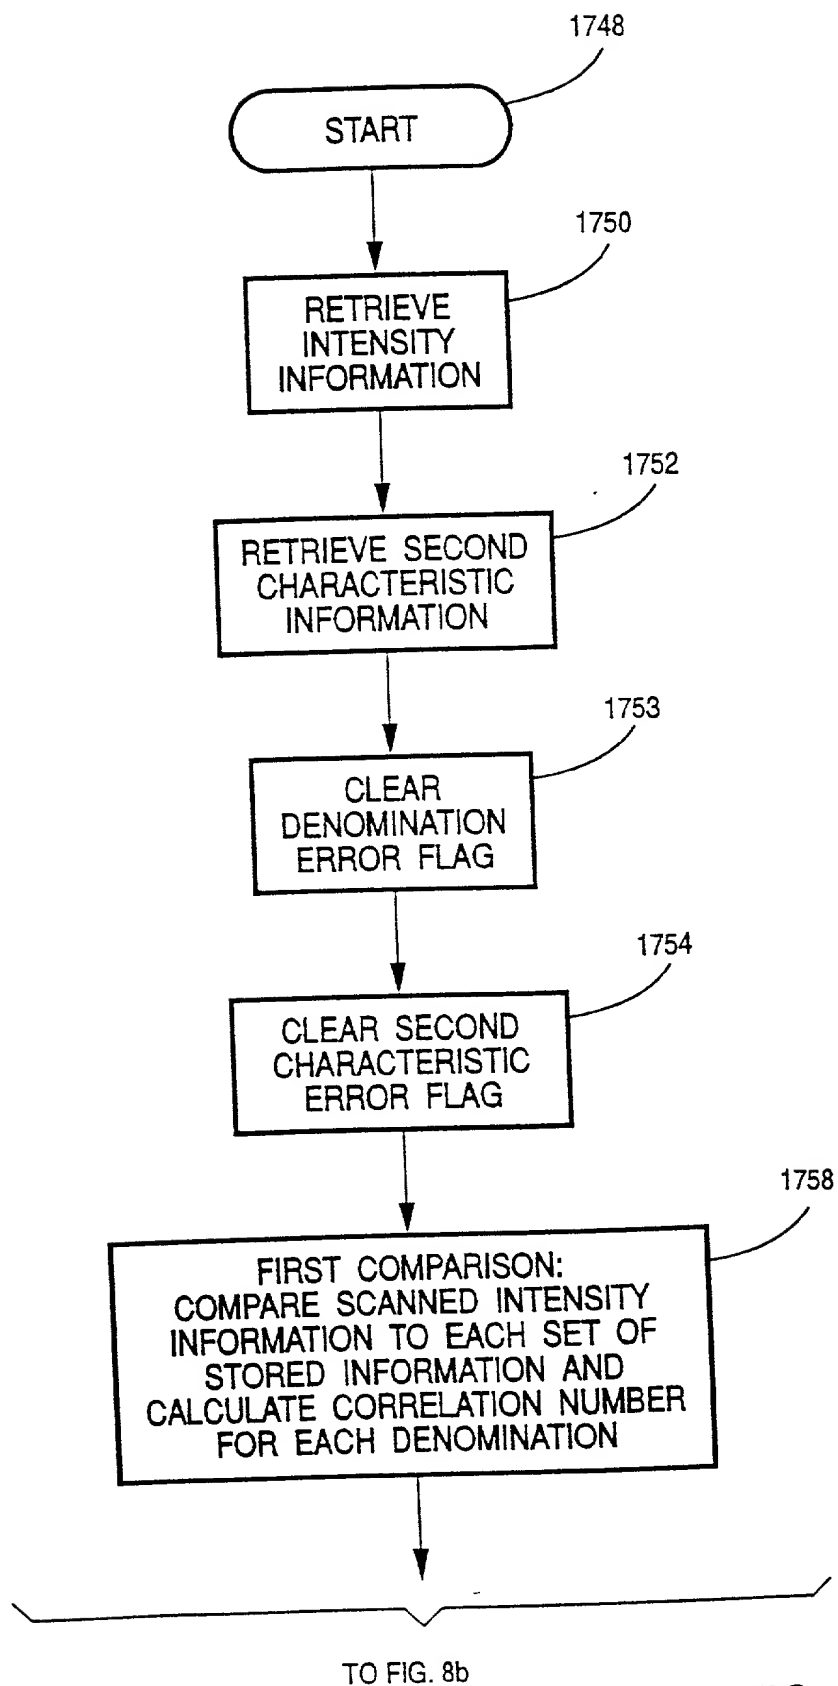 1748
START
1750
RETRIEVE
INTENSITY
INFORMATION
1752
RETRIEVE SECOND
CHARACTERISTIC
INFORMATION
1753
CLEAR
DENOMINATION
ERROR FLAG
1754
CLEAR SECOND
CHARACTERISTIC
ERROR FLAG
1758
FIRST COMPARISON:
COMPARE SCANNED INTENSITY
INFORMATION TO EACH SET OF
STORED INFORMATION AND
CALCULATE CORRELATION NUMBER
FOR EACH DENOMINATION
TO FIG. 8b